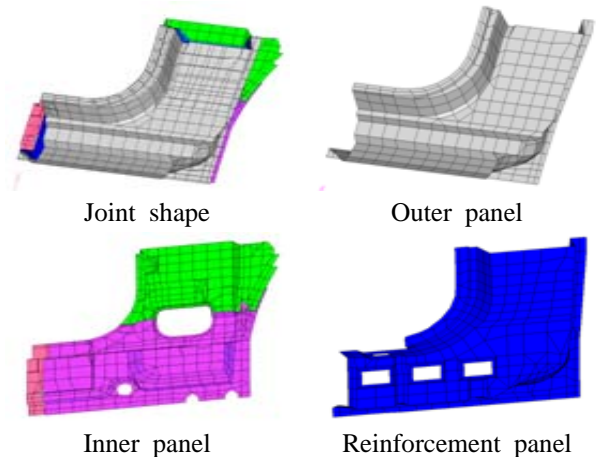 Joint shape
Outer panel
Inner panel
Reinforcement panel